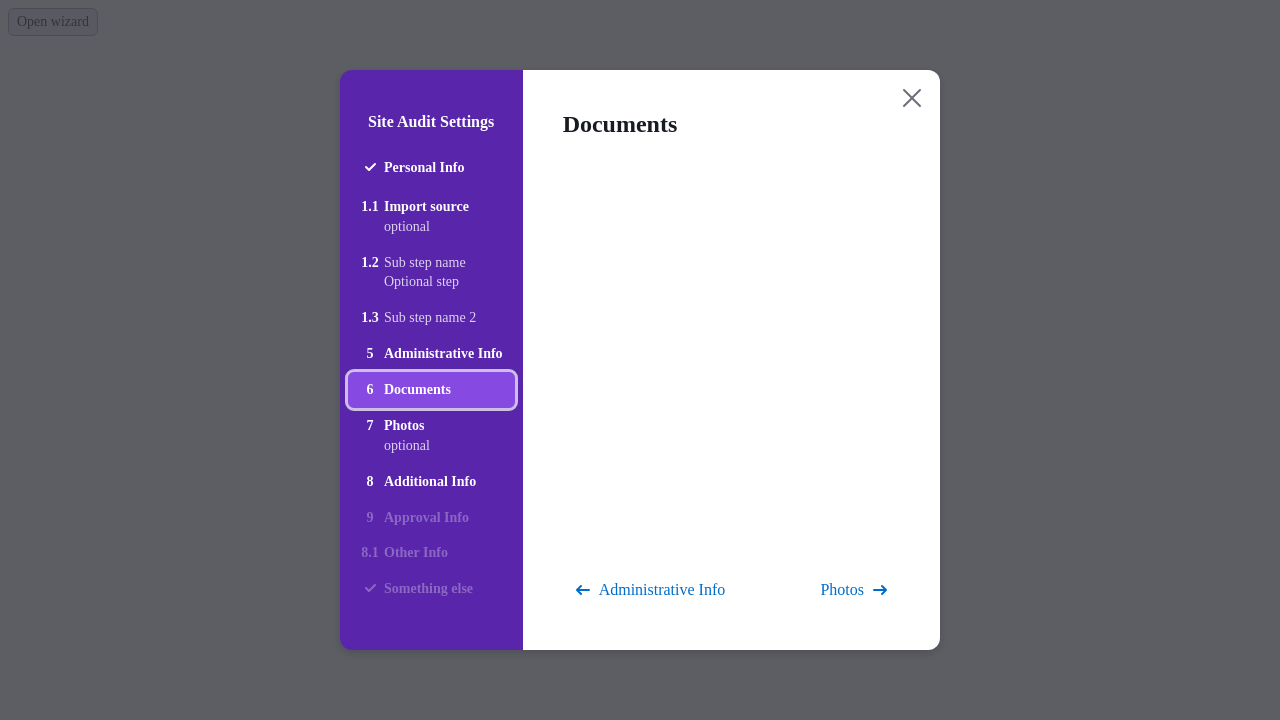 Open wizard
Site Audit Settings
Personal Info
1.1 Import source
optional
1.2 Sub step name
Optional step
1.3 Sub step name 2
5 Administrative Info
6 Documents
7 Photos
optional
8 Additional Info
9 Approval Info
8.1 Other Info
Something else
Documents
Administrative Info
Photos